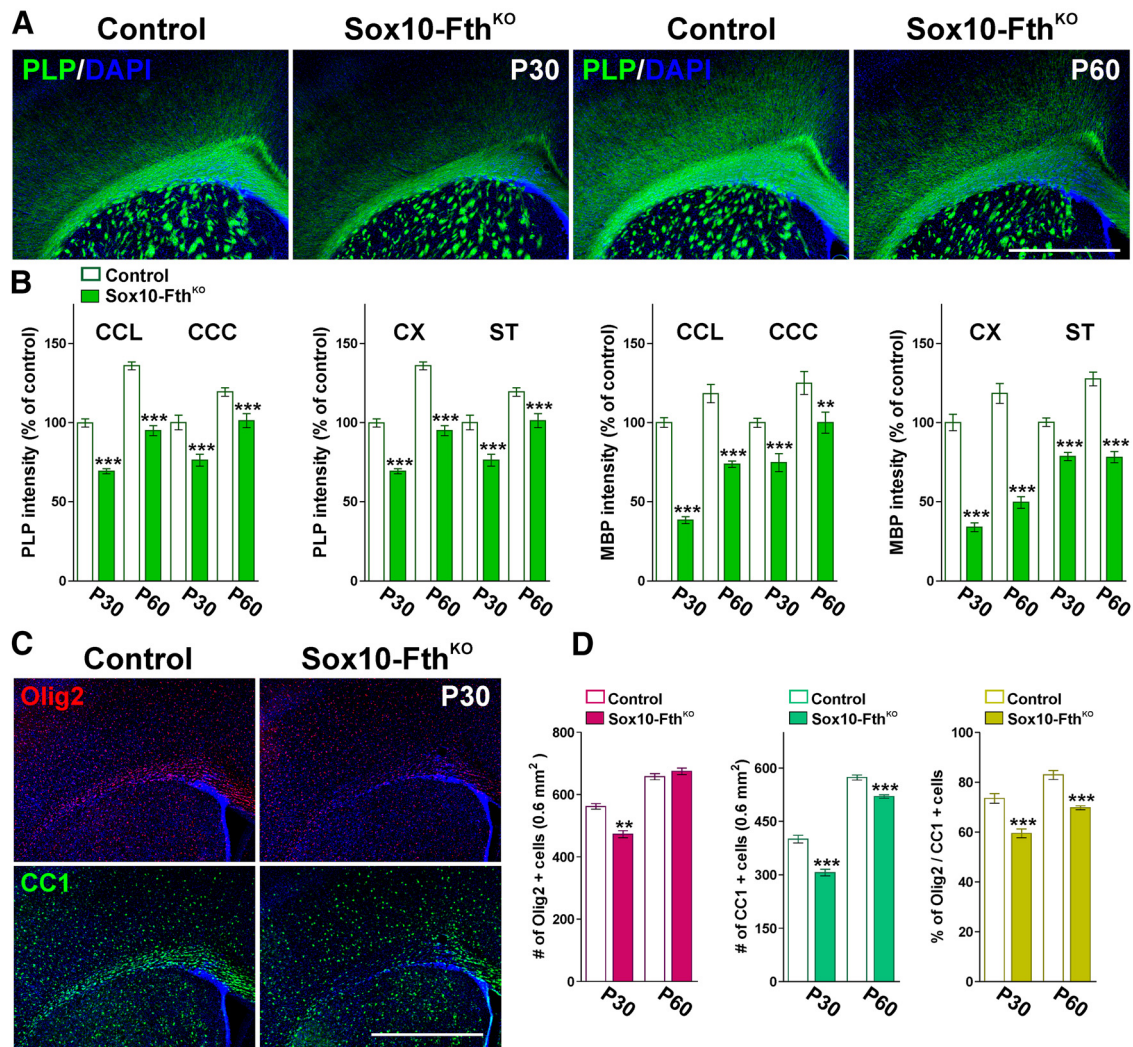 A
Control Sox10-Fth^KO Control Sox10-Fth^KO
PLP/DAPI P30 PLP/DAPI P60
B
Control
Sox10-Fth^KO
PLP intensity (% of control)
150
100
50
0
CCL CCC
*** *** *** ***
P30 P60 P30 P60
PLP intensity (% of control)
150
100
50
0
CX ST
*** *** *** ***
P30 P60 P30 P60
MBP intensity (% of control)
150
100
50
0
CCL CCC
*** *** *** **
P30 P60 P30 P60
MBP intesity (% of control)
150
100
50
0
CX ST
*** *** *** ***
P30 P60 P30 P60
C
Control Sox10-Fth^KO
Olig2 P30
CC1
D
Control
Sox10-Fth^KO
# of Olig2 + cells (0.6 mm²)
800
600
400
200
0
**
P30 P60
Control
Sox10-Fth^KO
# of CC1 + cells (0.6 mm²)
600
450
300
150
0
*** ***
P30 P60
Control
Sox10-Fth^KO
% of Olig2 / CC1 + cells
100
80
60
40
20
0
*** ***
P30 P60